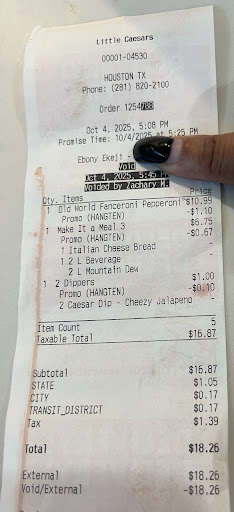 Little Caesars
00001-04530
HOUSTON TX
Phone: (281) 820-2100
Order 1254788
Oct 4, 2025, 5:08 PM
Promise Time: 10/4/2025 at 5:25 PM
Ebony Ekeji -
Void
Oct 4, 2025, 5:45 P
Voided by Zachary M.
Qty. Items Price
1 Old World Fanceroni Pepperoni $10.99
Promo (HANGTEN) -$1.10
1 Make It a Meal 3 $6.75
Promo (HANGTEN) -$0.67
1 Italian Cheese Bread -
1 2 L Beverage -
2 L Mountain Dew -
1 2 Dippers $1.00
Promo (HANGTEN) -$0.10
2 Caesar Dip - Cheezy Jalapeno -
Item Count 5
Taxable Total $16.87
Subtotal $16.87
STATE $1.05
CITY $0.17
TRANSIT_DISTRICT $0.17
Tax $1.39
Total $18.26
External $18.26
Void/External -$18.26